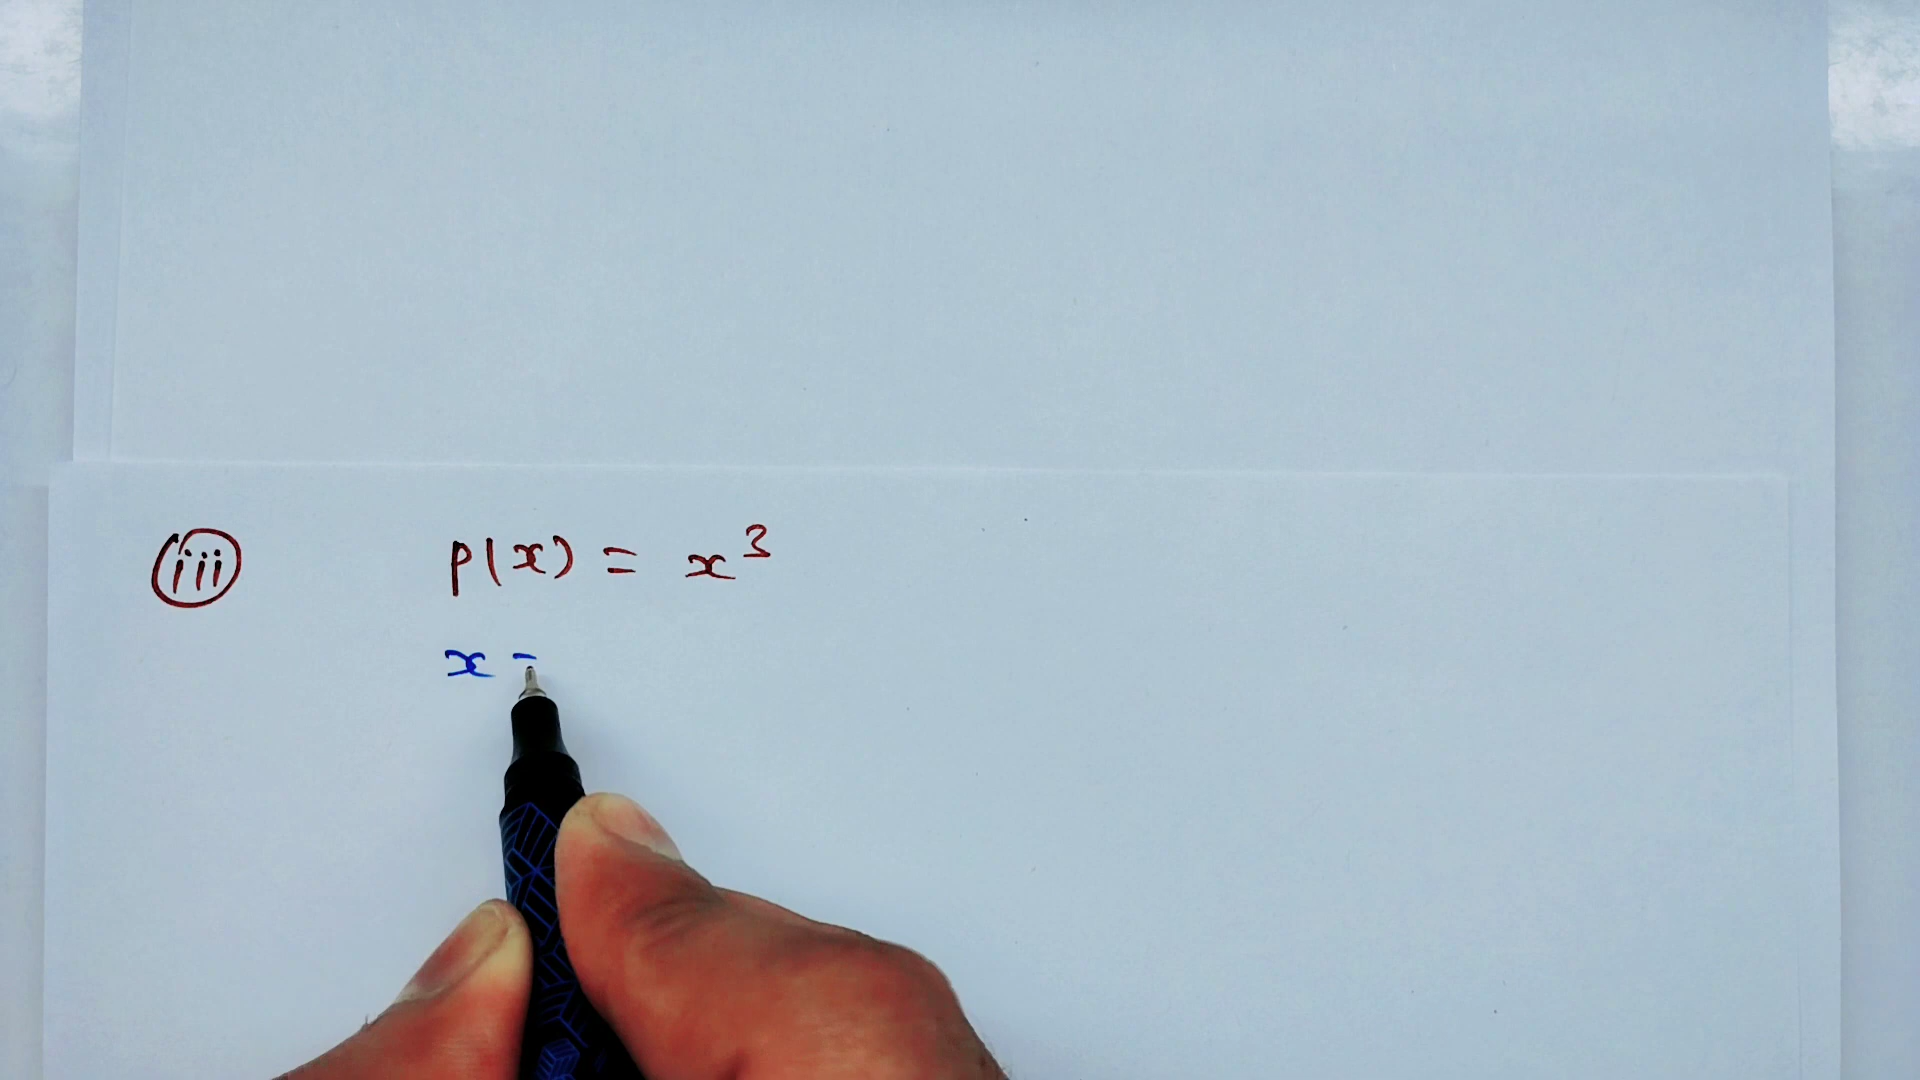 (iii) p(x) = x³
x =